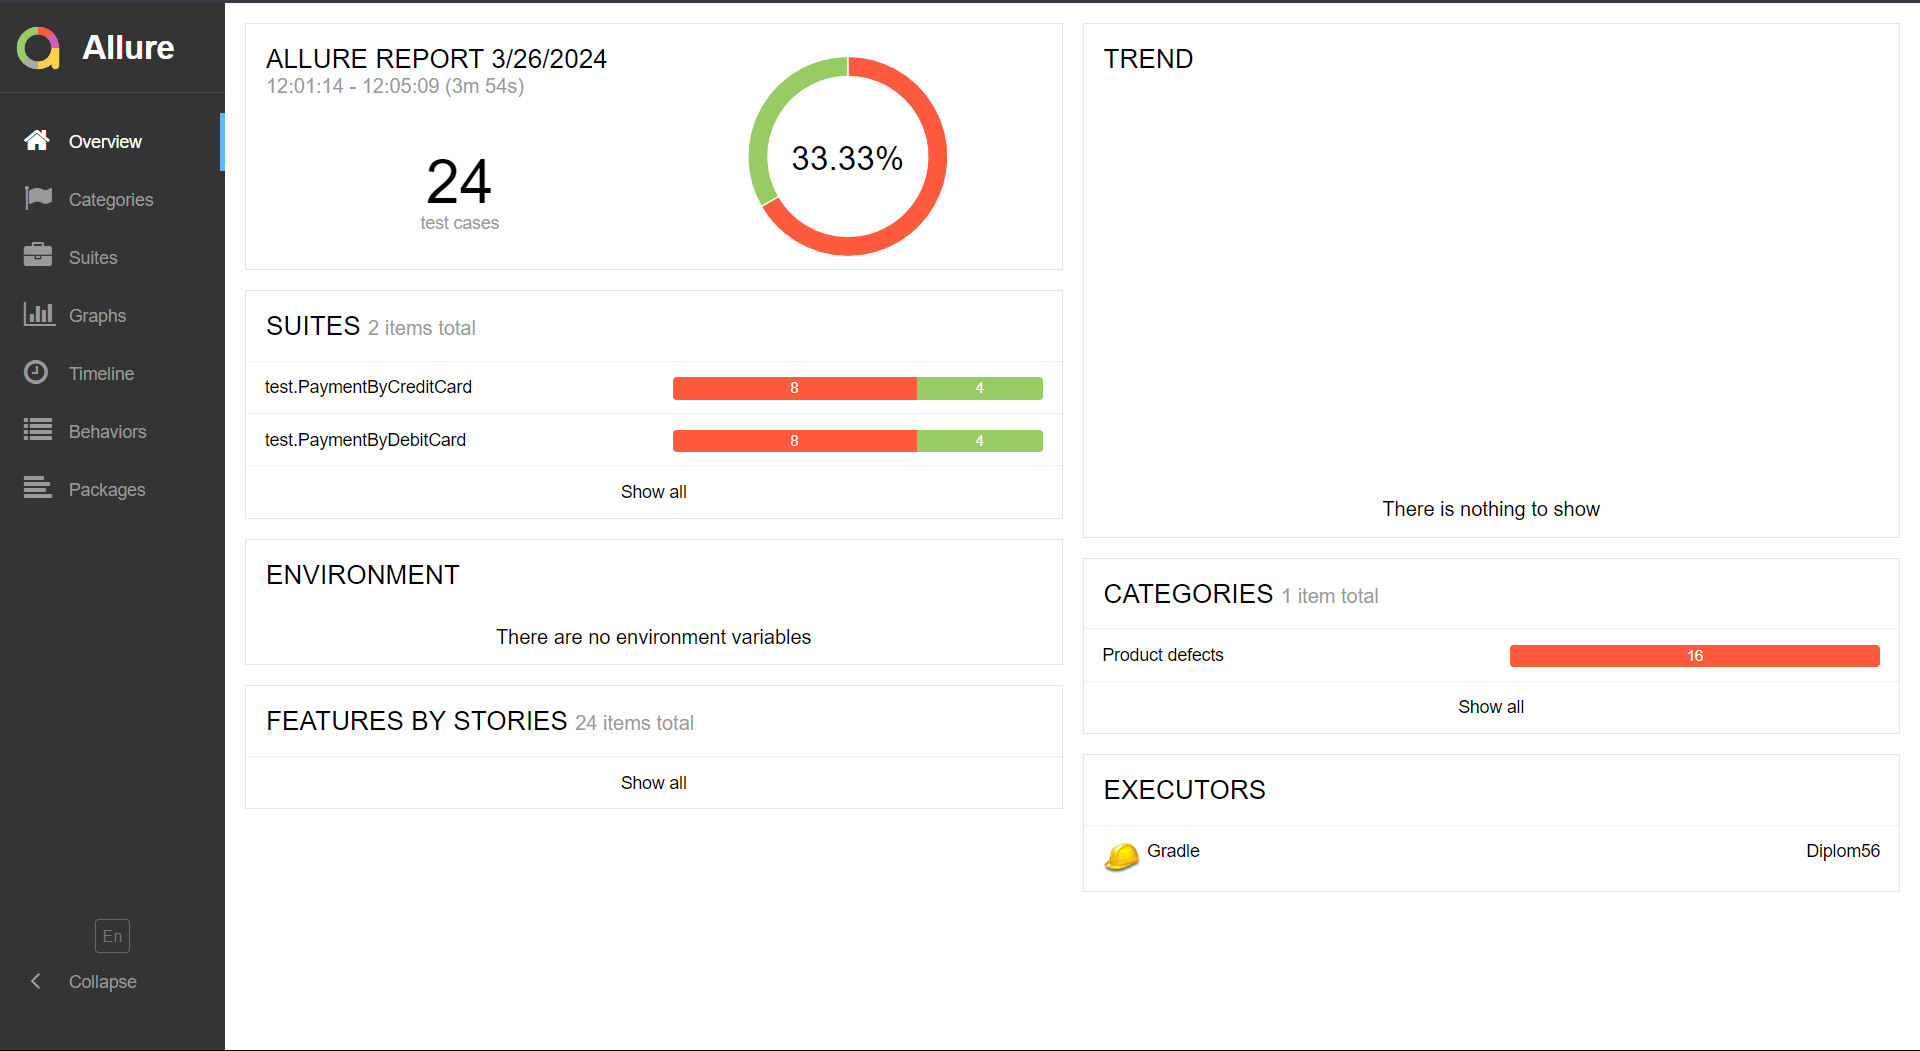 Allure
Overview
Categories
Suites
Graphs
Timeline
Behaviors
Packages
En
Collapse
ALLURE REPORT 3/26/2024
12:01:14 - 12:05:09 (3m 54s)
24
test cases
33.33%
SUITES 2 items total
test.PaymentByCreditCard 8 4
test.PaymentByDebitCard 8 4
Show all
ENVIRONMENT
There are no environment variables
FEATURES BY STORIES 24 items total
Show all
TREND
There is nothing to show
CATEGORIES 1 item total
Product defects 16
Show all
EXECUTORS
Gradle Diplom56